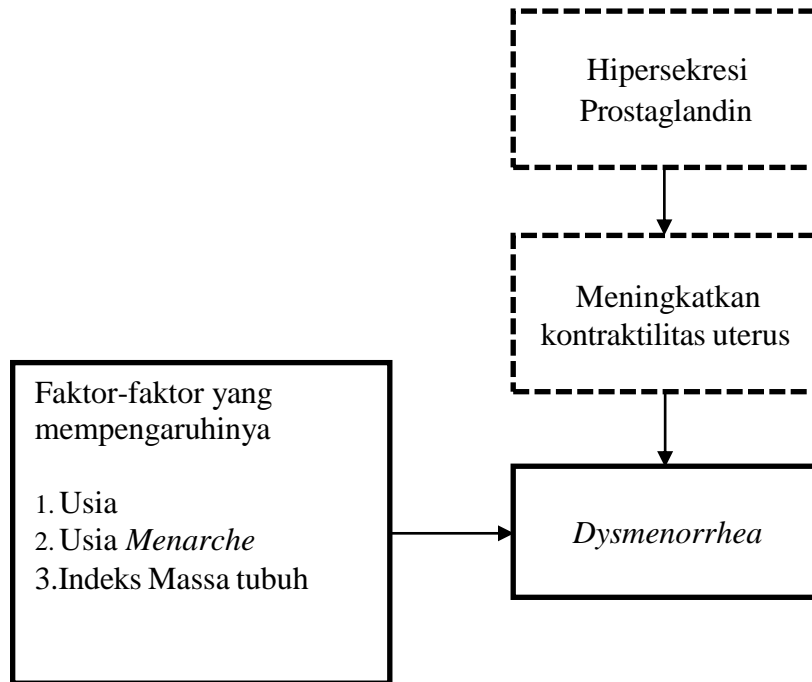 Hipersekresi
Prostaglandin
Meningkatkan
kontraktilitas uterus
Faktor-faktor yang
mempengaruhinya
1. Usia
2. Usia Menarche
3.Indeks Massa tubuh
Dysmenorrhea